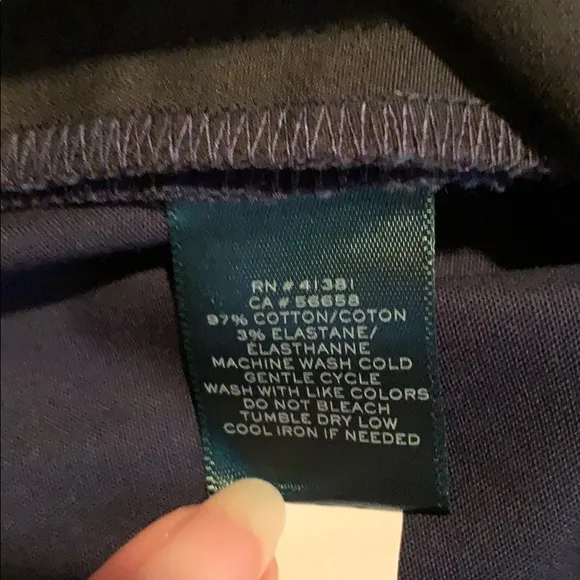 RN # 41381
CA # 56658
97% COTTON/COTON
3% ELASTANE/
ÉLASTHANNE
MACHINE WASH COLD
GENTLE CYCLE
WASH WITH LIKE COLORS
DO NOT BLEACH
TUMBLE DRY LOW
COOL IRON IF NEEDED